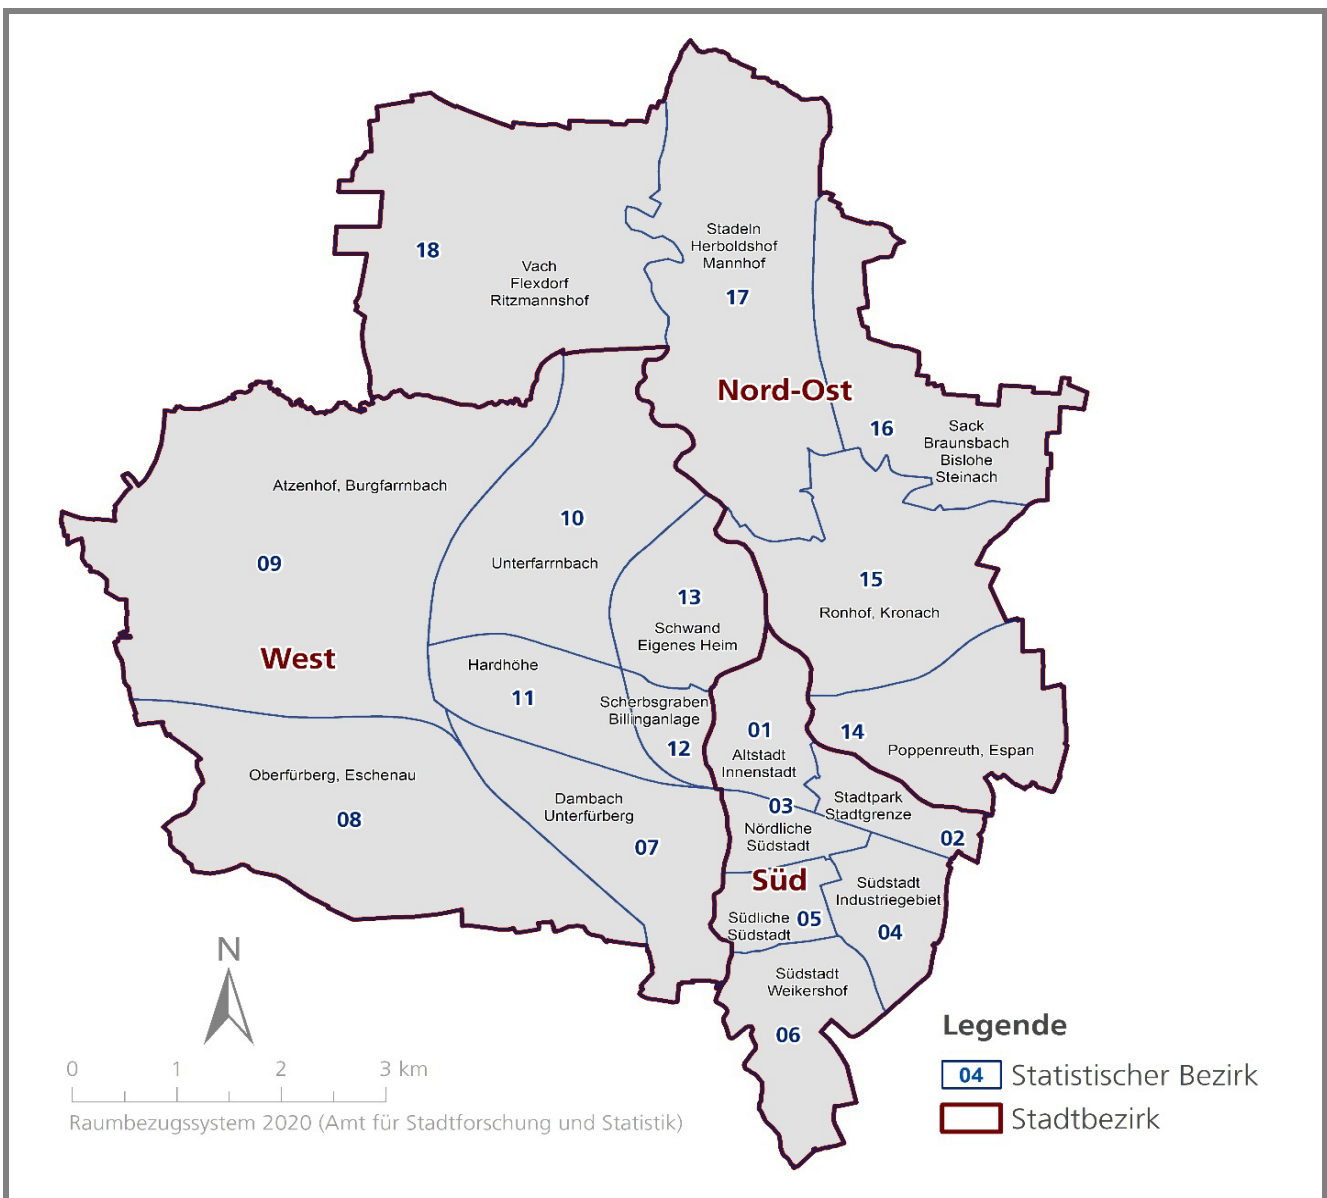 18
Vach
Flexdorf
Ritzmannshof
Stadeln
Herboldshof
Mannhof
17
Nord-Ost
16
Sack
Braunsbach
Bislohe
Steinach
Atzenhof, Burgfarrnbach
09
West
10
Unterfarrnbach
13
Schwand
Eigenes Heim
15
Ronhof, Kronach
Hardhöhe
11
Scherbsgraben
Billinganlage
12
01
Altstadt
Innenstadt
14
Poppenreuth, Espan
Oberfürberg, Eschenau
08
Dambach
Unterfürberg
07
03
Nördliche
Südstadt
Stadtpark
Stadtgrenze
02
Süd
Südliche
Südstadt
05
Südstadt
Industriegebiet
04
Südstadt
Weikershof
06
N
0 1 2 3 km
Raumbezugssystem 2020 (Amt für Stadtforschung und Statistik)
Legende
04 Statistischer Bezirk
Stadtbezirk